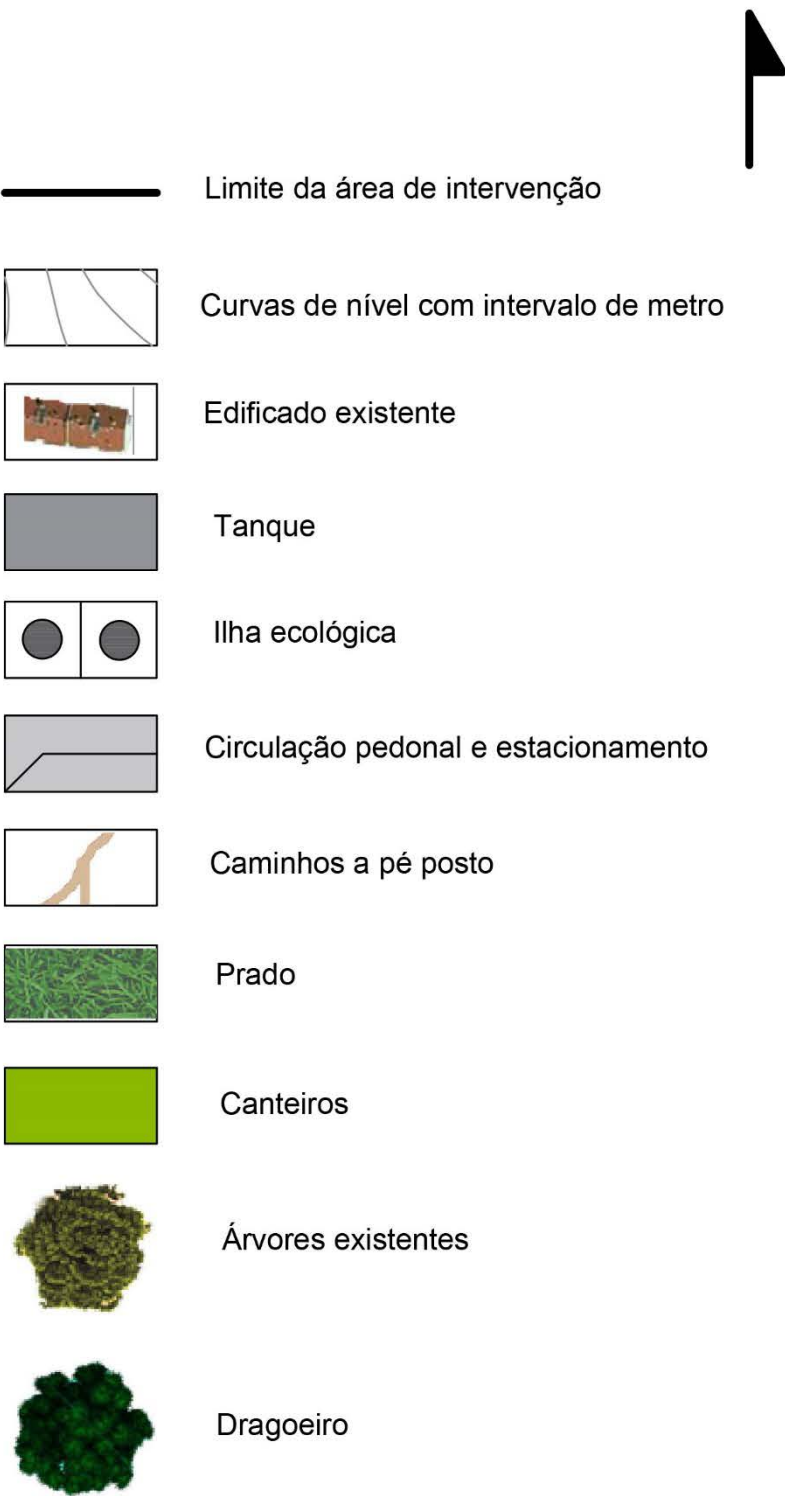 Limite da área de intervenção
Curvas de nível com intervalo de metro
Edificado existente
Tanque
Ilha ecológica
Circulação pedonal e estacionamento
Caminhos a pé posto
Prado
Canteiros
Árvores existentes
Dragoeiro